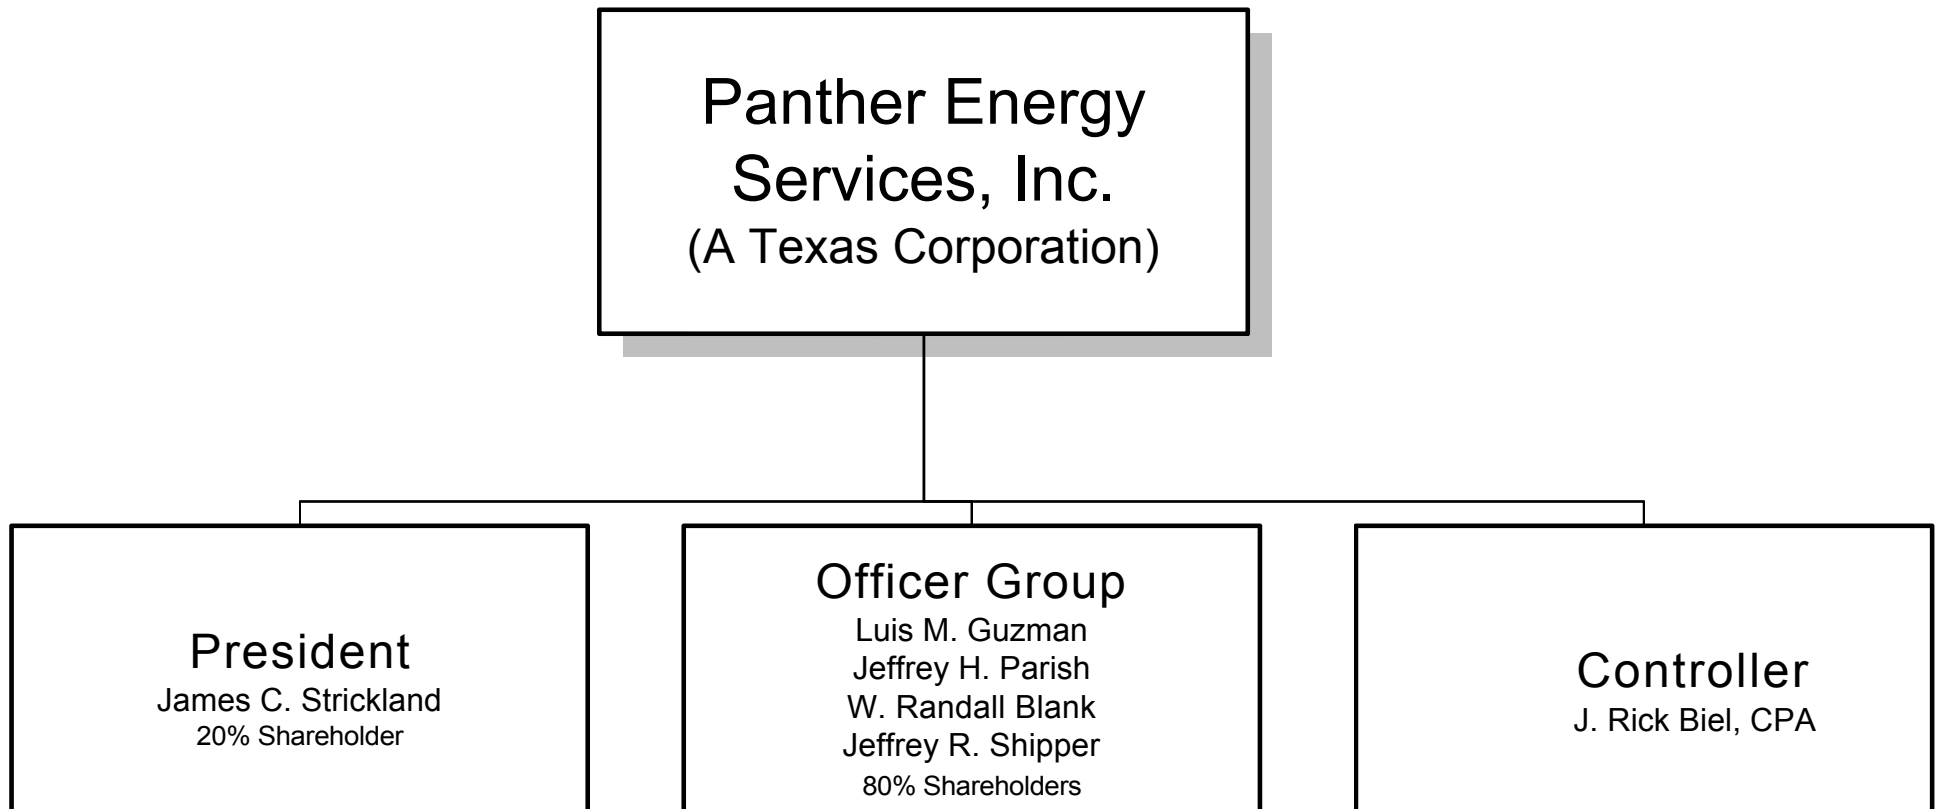 Panther Energy
Services, Inc.
(A Texas Corporation)
President
James C. Strickland
20% Shareholder
Officer Group
Luis M. Guzman
Jeffrey H. Parish
W. Randall Blank
Jeffrey R. Shipper
80% Shareholders
Controller
J. Rick Biel, CPA